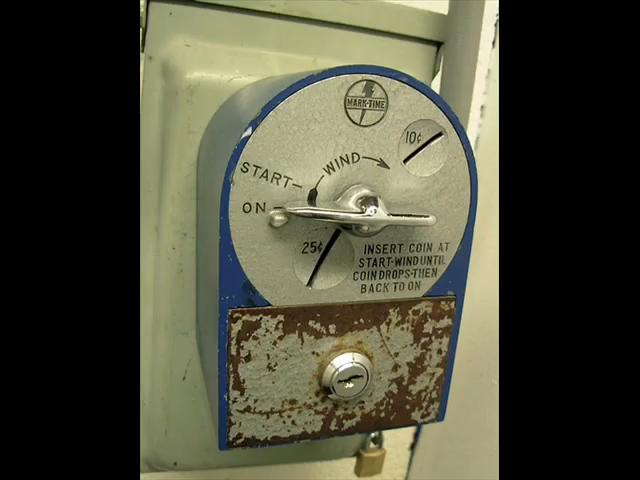 MARK-TIME
10¢
WIND
START
ON
25¢
INSERT COIN AT
START-WIND UNTIL
COIN DROPS-THEN
BACK TO ON